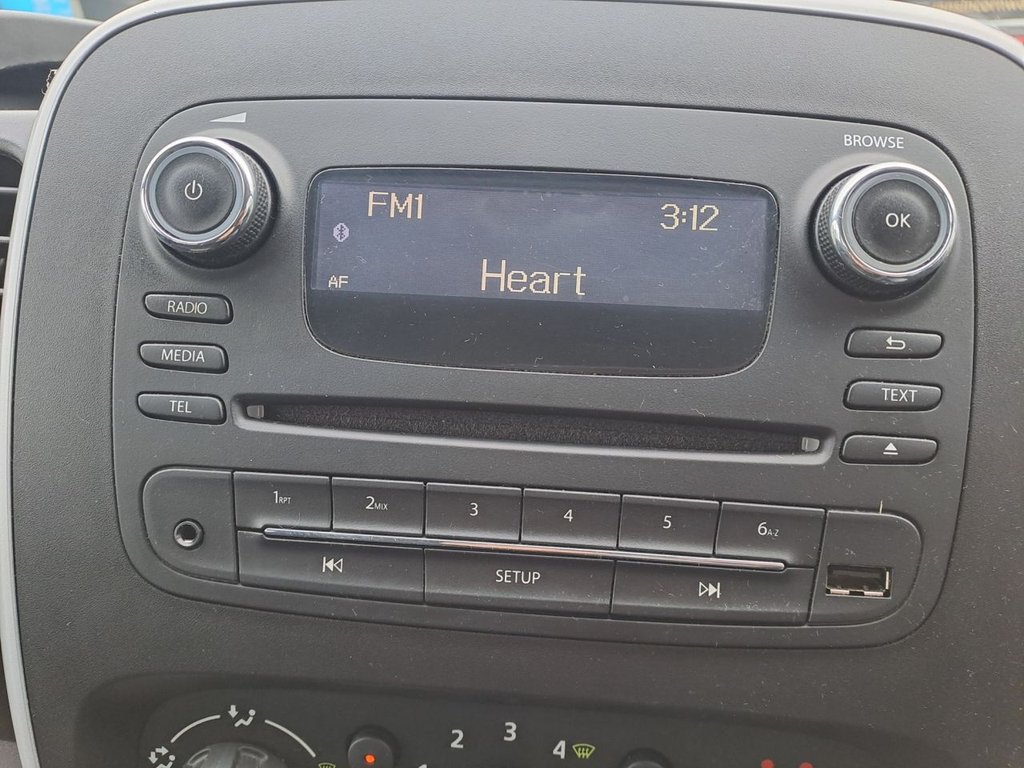 BROWSE
FM1 3:12
OK
Heart
AF
RADIO
MEDIA
TEL
TEXT
1RPT 2MIX 3 4 5 6A-Z
SETUP
2 3 4